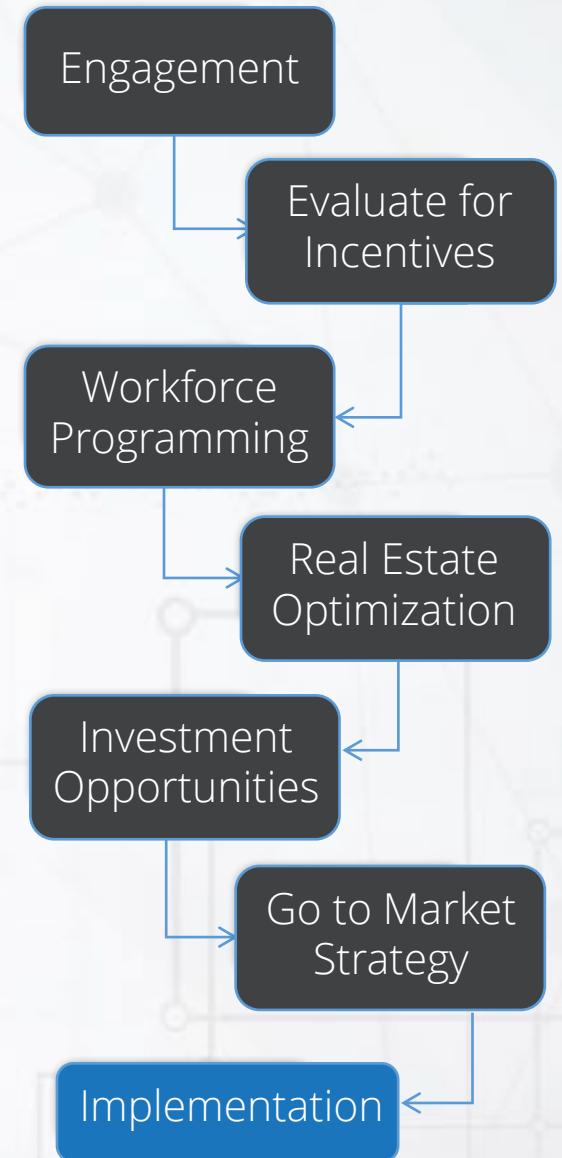 Engagement
Evaluate for
Incentives
Workforce
Programming
Real Estate
Optimization
Investment
Opportunities
Go to Market
Strategy
Implementation